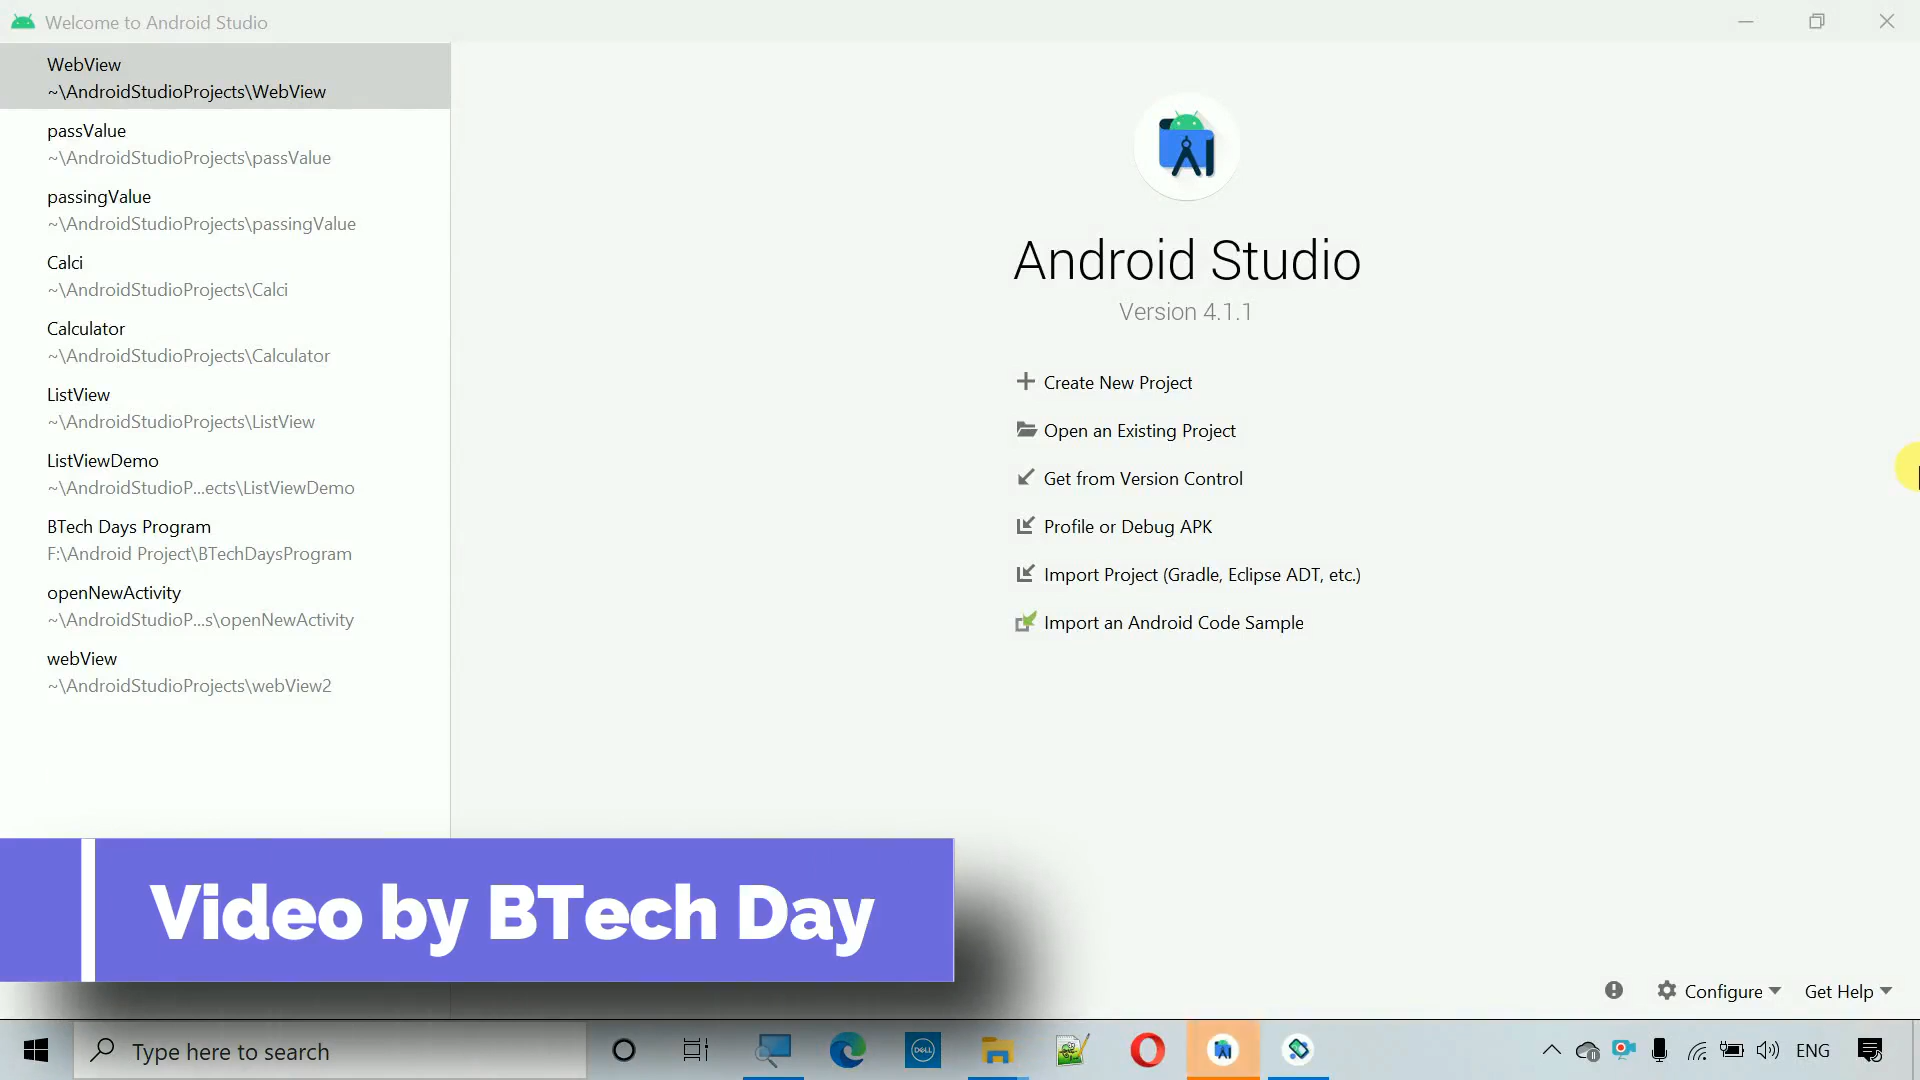 Welcome to Android Studio
WebView
~\AndroidStudioProjects\WebView
passValue
~\AndroidStudioProjects\passValue
passingValue
~\AndroidStudioProjects\passingValue
Calci
~\AndroidStudioProjects\Calci
Calculator
~\AndroidStudioProjects\Calculator
ListView
~\AndroidStudioProjects\ListView
ListViewDemo
~\AndroidStudioP...ects\ListViewDemo
BTech Days Program
F:\Android Project\BTechDaysProgram
openNewActivity
~\AndroidStudioP...s\openNewActivity
webView
~\AndroidStudioProjects\webView2
Android Studio
Version 4.1.1
Create New Project
Open an Existing Project
Get from Version Control
Profile or Debug APK
Import Project (Gradle, Eclipse ADT, etc.)
Import an Android Code Sample
Video by BTech Day
Configure
Get Help
Type here to search
DELL
ENG